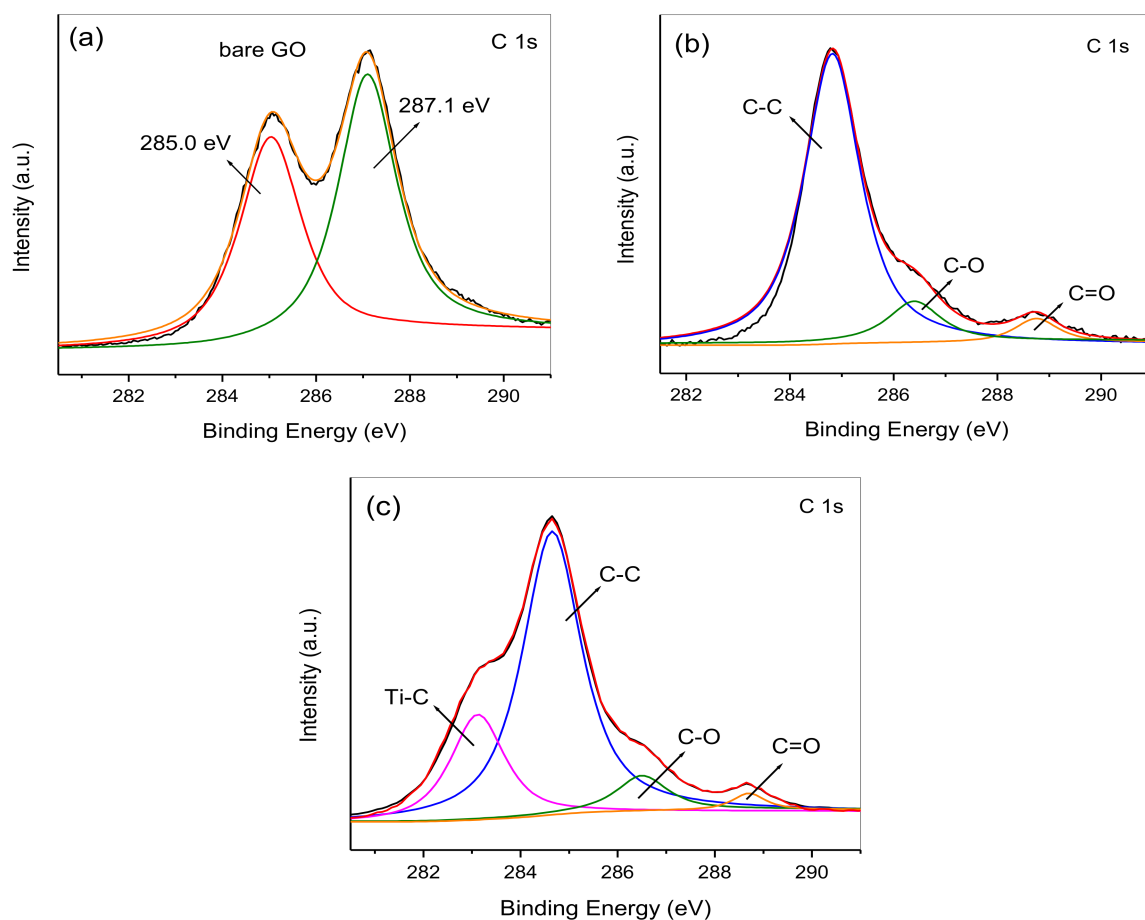 (a)
bare GO
C 1s
287.1 eV
285.0 eV
Intensity (a.u.)
282 284 286 288 290
Binding Energy (eV)
(b)
C 1s
C-C
C-O
C=O
Intensity (a.u.)
282 284 286 288 290
Binding Energy (eV)
(c)
C 1s
C-C
Ti-C
C-O
C=O
Intensity (a.u.)
282 284 286 288 290
Binding Energy (eV)